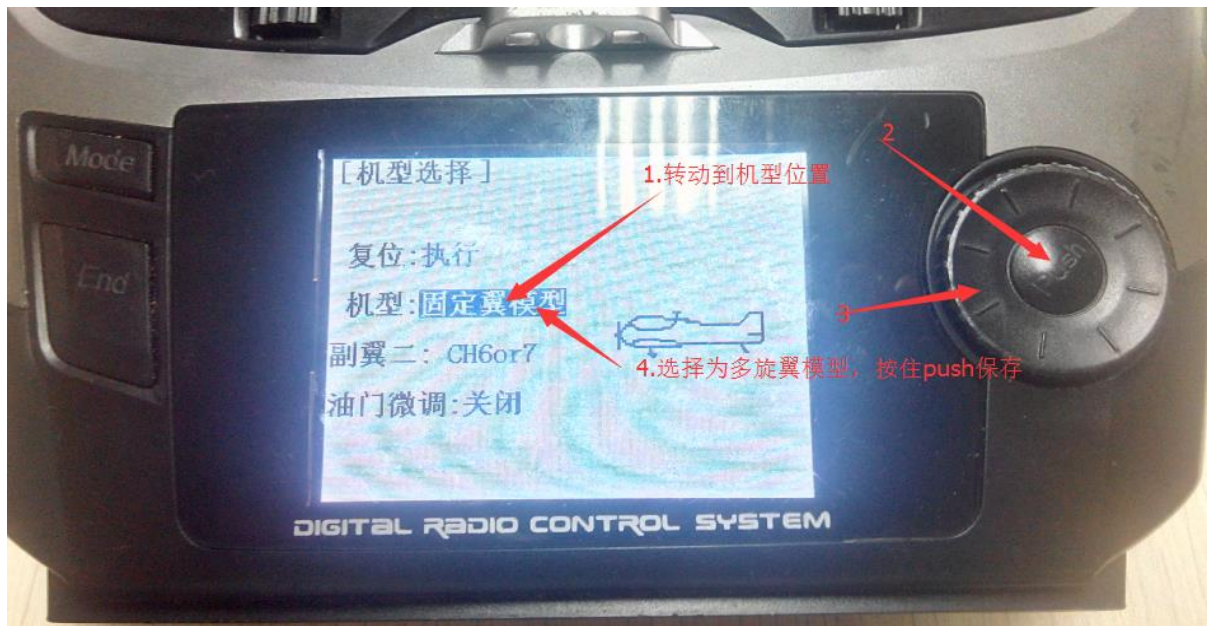 Mode
End
[机型选择]
复位:执行
机型:固定翼模型
副翼二: CH6or7
油门微调:关闭
1.转动到机型位置
2
Push
3
4.选择为多旋翼模型，按住push保存
DIGITAL RADIO CONTROL SYSTEM